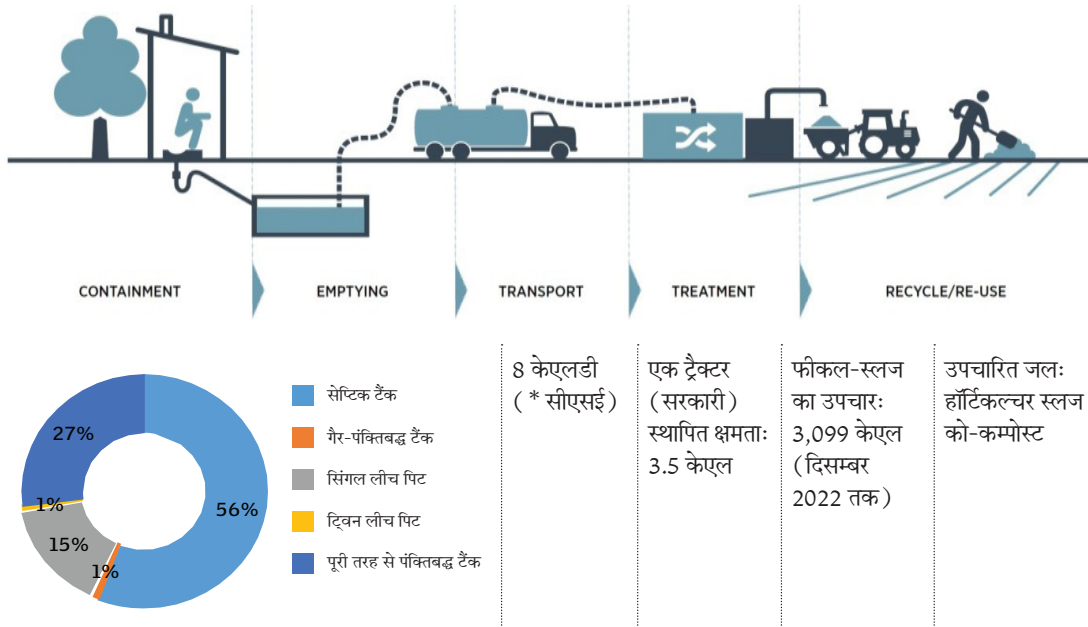 CONTAINMENT
EMPTYING
TRANSPORT
TREATMENT
RECYCLE/RE-USE
27%
1%
15%
1%
56%
सेप्टिक टैंक
गैर-पंक्तिबद्ध टैंक
सिंगल लीच पिट
ट्विन लीच पिट
पूरी तरह से पंक्तिबद्ध टैंक
8 केएलडी
( * सीएसई)
एक ट्रैक्टर
(सरकारी)
स्थापित क्षमताः
3.5 केएल
फीकल-स्लज
का उपचारः
3,099 केएल
(दिसम्बर
2022 तक)
उपचारित जलः
हॉर्टिकल्चर स्लज
को-कम्पोस्ट